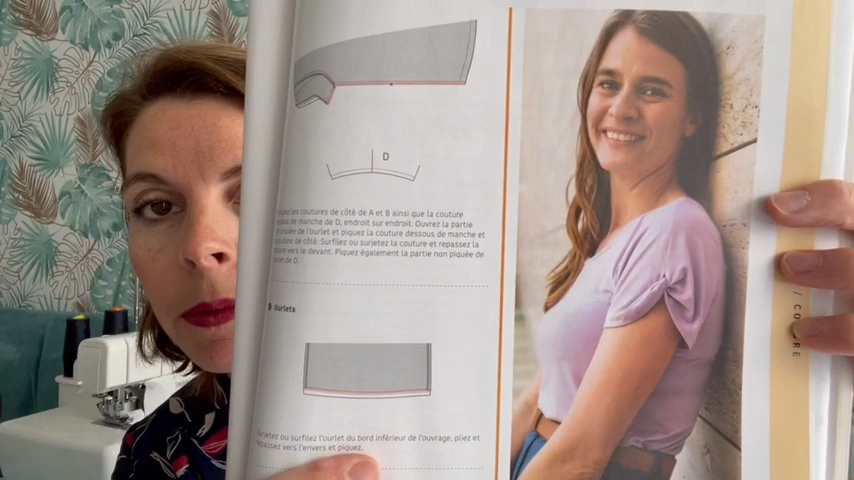 D
les coutures de côté de A et B ainsi que la couture
de manche de D, endroit sur endroit. Ouvrez la partie
piquée de l'ourlet et piquez la couture dessous de manche et
de côté. Surfilez ou surjetez la couture et repassez la
vers le devant. Piquez également la partie non piquée de
de D.
Ourlets
Surjetez ou surfilez l'ourlet du bord inférieur de l'ouvrage, pliez et
repassez vers l'envers et piquez.